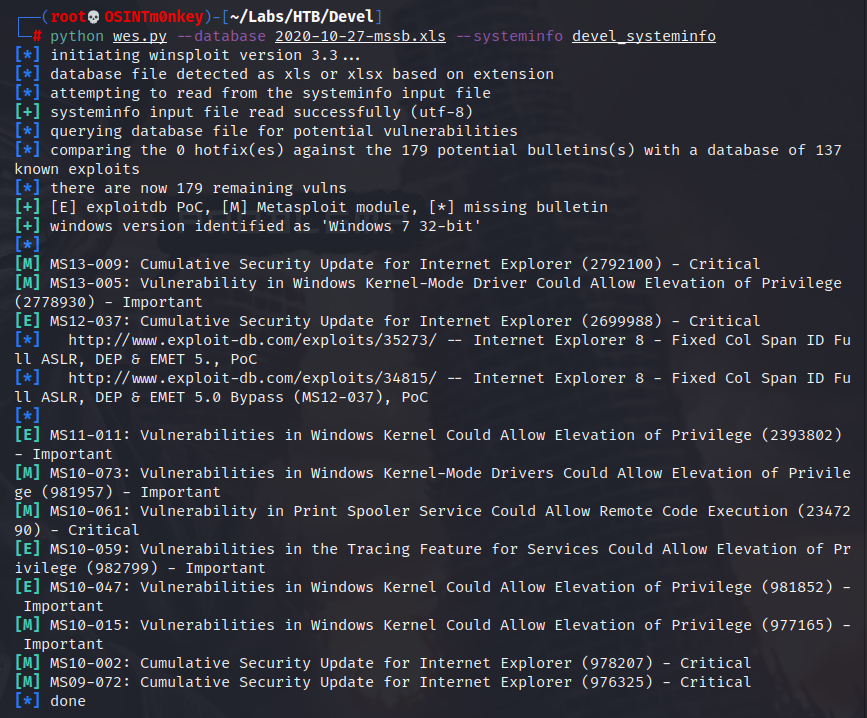 ┌──(root💀OSINTm0nkey)-[~/Labs/HTB/Devel]
└─# python wes.py --database 2020-10-27-mssb.xls --systeminfo devel_systeminfo
[*] initiating winsploit version 3.3...
[*] database file detected as xls or xlsx based on extension
[*] attempting to read from the systeminfo input file
[+] systeminfo input file read successfully (utf-8)
[*] querying database file for potential vulnerabilities
[*] comparing the 0 hotfix(es) against the 179 potential bulletins(s) with a database of 137
known exploits
[*] there are now 179 remaining vulns
[+] [E] exploitdb PoC, [M] Metasploit module, [*] missing bulletin
[+] windows version identified as 'Windows 7 32-bit'
[*]
[M] MS13-009: Cumulative Security Update for Internet Explorer (2792100) - Critical
[M] MS13-005: Vulnerability in Windows Kernel-Mode Driver Could Allow Elevation of Privilege
(2778930) - Important
[E] MS12-037: Cumulative Security Update for Internet Explorer (2699988) - Critical
[*]   http://www.exploit-db.com/exploits/35273/ -- Internet Explorer 8 - Fixed Col Span ID Fu
ll ASLR, DEP & EMET 5., PoC
[*]   http://www.exploit-db.com/exploits/34815/ -- Internet Explorer 8 - Fixed Col Span ID Fu
ll ASLR, DEP & EMET 5.0 Bypass (MS12-037), PoC
[*]
[E] MS11-011: Vulnerabilities in Windows Kernel Could Allow Elevation of Privilege (2393802)
- Important
[M] MS10-073: Vulnerabilities in Windows Kernel-Mode Drivers Could Allow Elevation of Privile
ge (981957) - Important
[M] MS10-061: Vulnerability in Print Spooler Service Could Allow Remote Code Execution (23472
90) - Critical
[E] MS10-059: Vulnerabilities in the Tracing Feature for Services Could Allow Elevation of Pr
ivilege (982799) - Important
[E] MS10-047: Vulnerabilities in Windows Kernel Could Allow Elevation of Privilege (981852) -
 Important
[M] MS10-015: Vulnerabilities in Windows Kernel Could Allow Elevation of Privilege (977165) -
 Important
[M] MS10-002: Cumulative Security Update for Internet Explorer (978207) - Critical
[M] MS09-072: Cumulative Security Update for Internet Explorer (976325) - Critical
[*] done